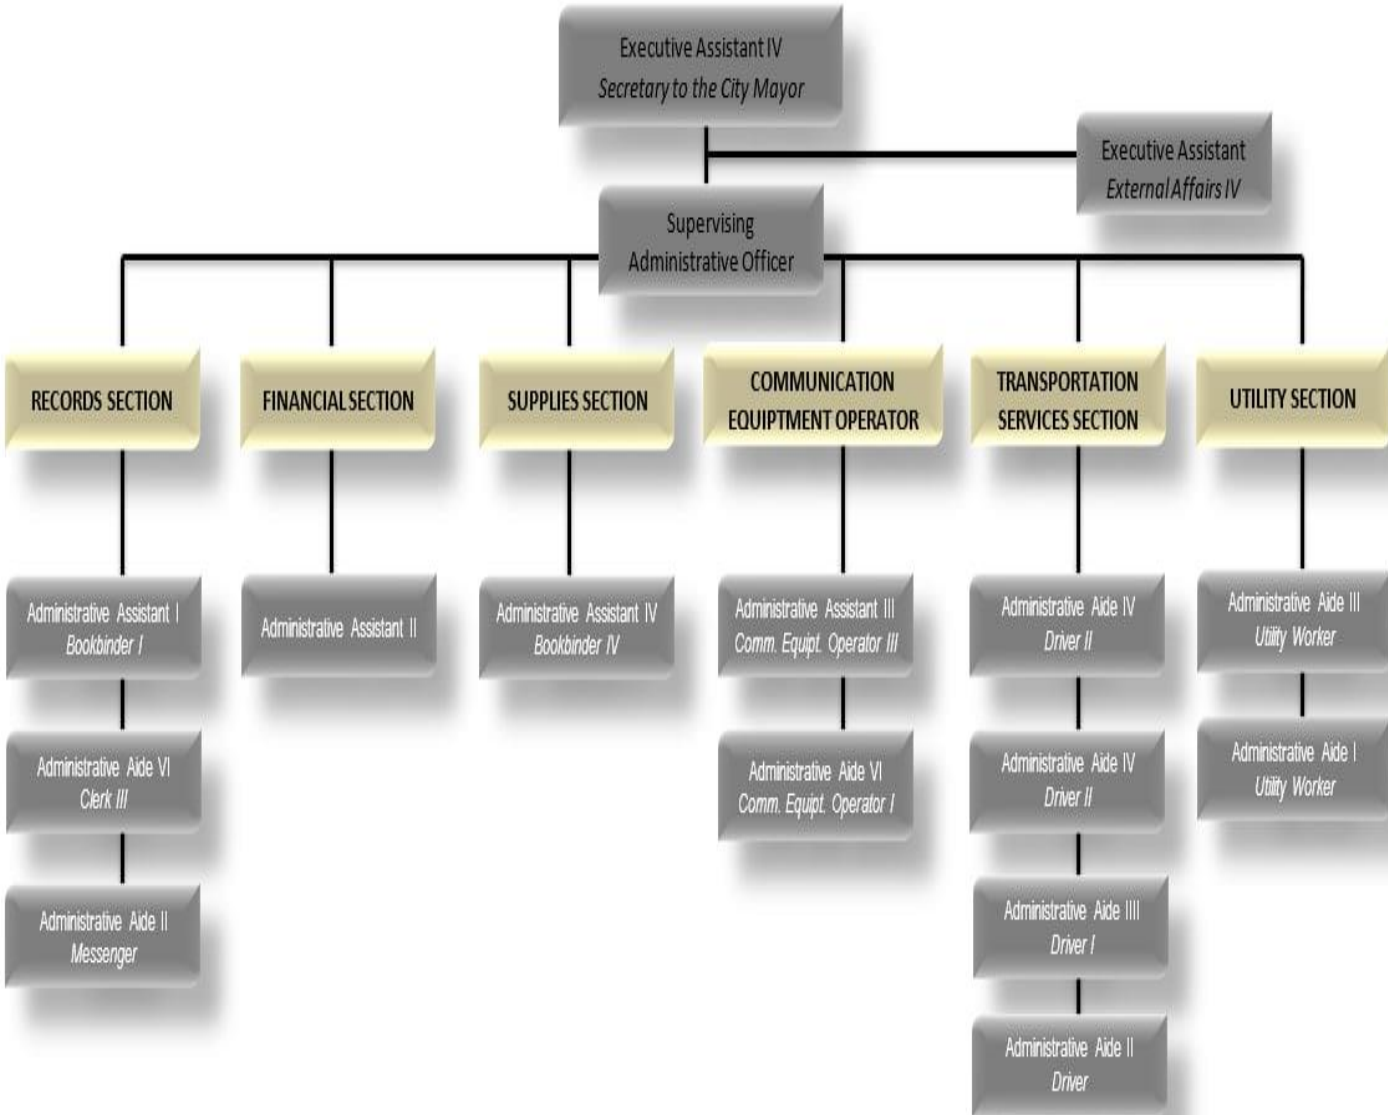 Executive Assistant IV
Secretary to the City Mayor
Executive Assistant
External Affairs IV
Supervising
Administrative Officer
RECORDS SECTION
FINANCIAL SECTION
SUPPLIES SECTION
COMMUNICATION
EQUIPTMENT OPERATOR
TRANSPORTATION
SERVICES SECTION
UTILITY SECTION
Administrative Assistant I
Bookbinder I
Administrative Assistant II
Administrative Assistant IV
Bookbinder IV
Administrative Assistant III
Comm. Equipt. Operator III
Administrative Aide IV
Driver II
Administrative Aide III
Utility Worker
Administrative Aide VI
Clerk III
Administrative Aide VI
Comm. Equipt. Operator I
Administrative Aide IV
Driver II
Administrative Aide I
Utility Worker
Administrative Aide II
Messenger
Administrative Aide IIII
Driver I
Administrative Aide II
Driver